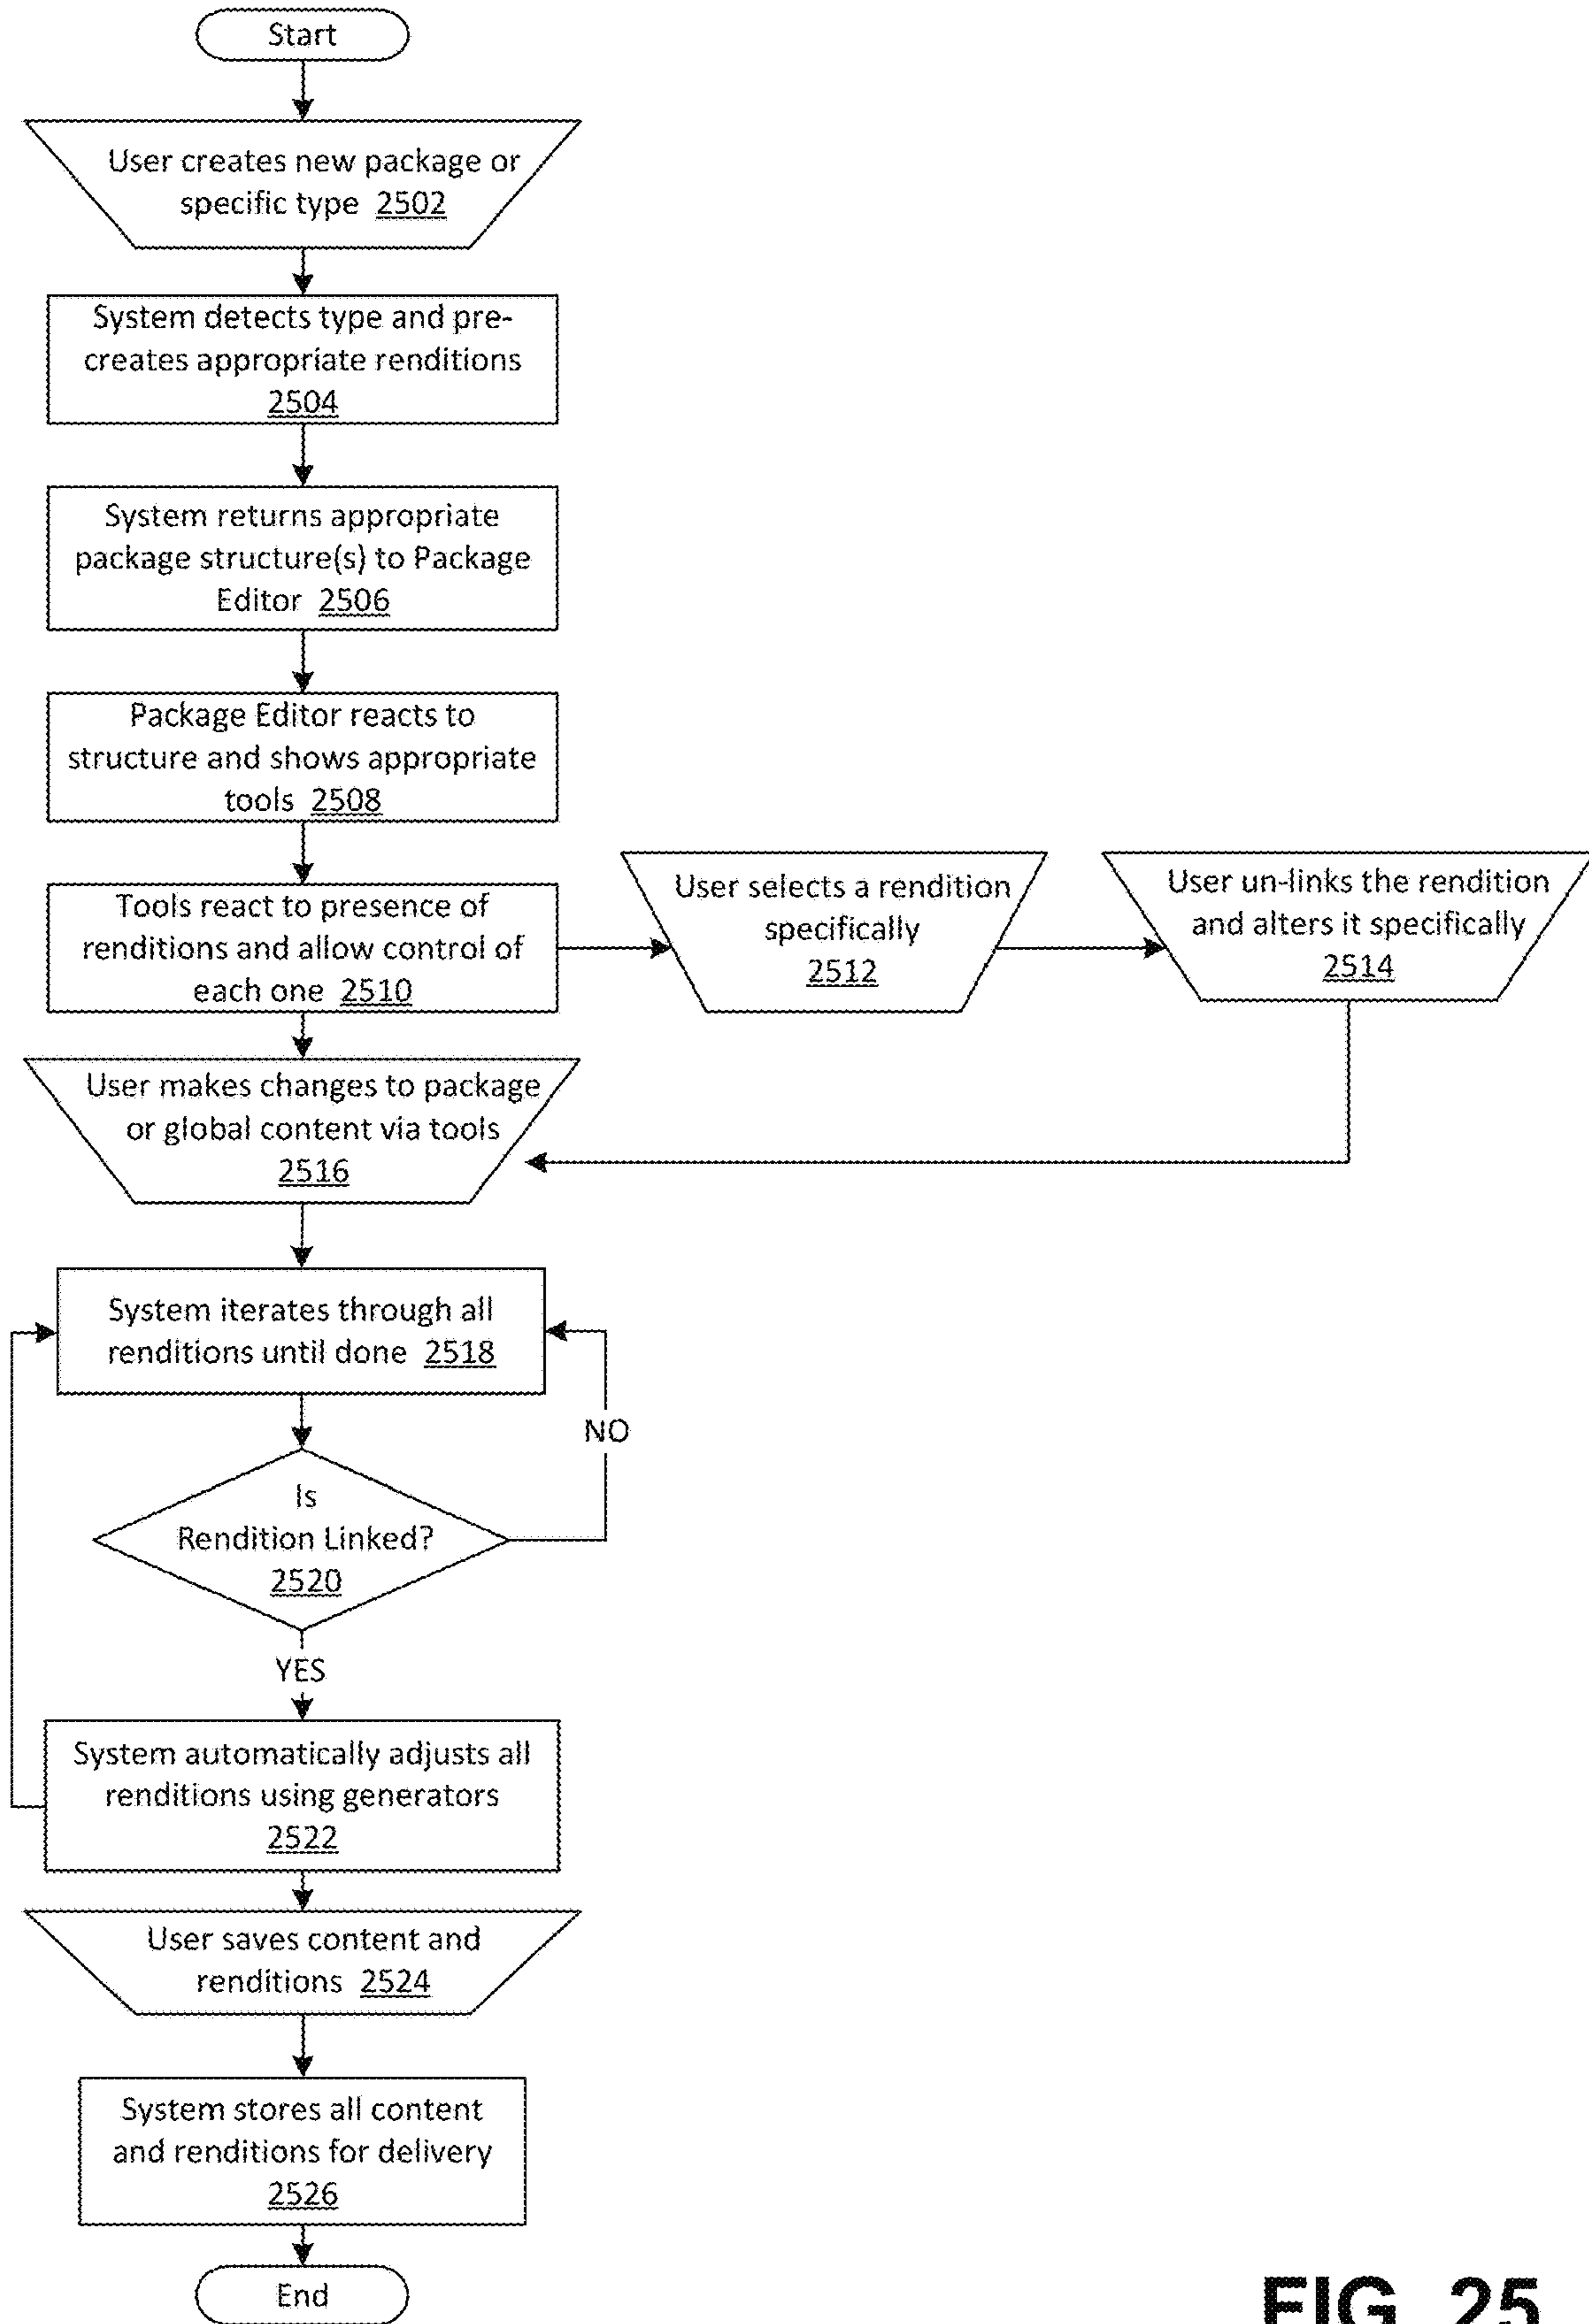 Start
User creates new package or
specific type 2502
System detects type and pre-
creates appropriate renditions
2504
System returns appropriate
package structure(s) to Package
Editor 2506
Package Editor reacts to
structure and shows appropriate
tools 2508
Tools react to presence of
renditions and allow control of
each one 2510
User selects a rendition
specifically
2512
User un-links the rendition
and alters it specifically
2514
User makes changes to package
or global content via tools
2516
System iterates through all
renditions until done 2518
NO
Is
Rendition Linked?
2520
YES
System automatically adjusts all
renditions using generators
2522
User saves content and
renditions 2524
System stores all content
and renditions for delivery
2526
End
FIG. 25